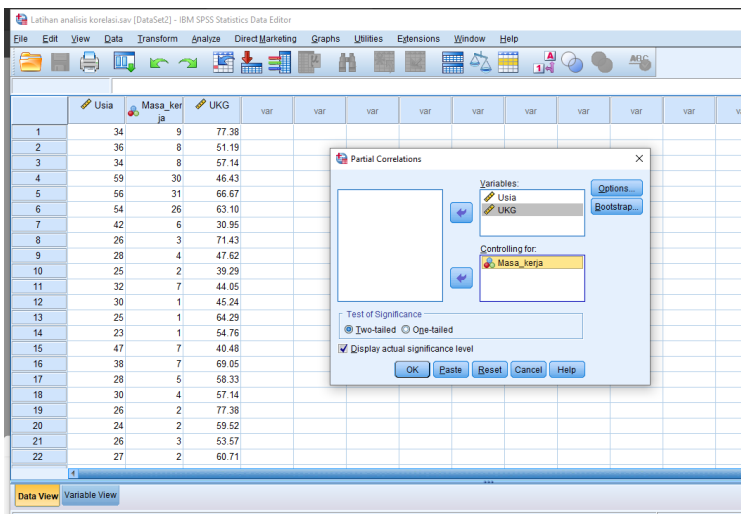 Latihan analisis korelasi.sav [DataSet2] - IBM SPSS Statistics Data Editor
File Edit View Data Transform Analyze Direct Marketing Graphs Utilities Extensions Window Help
Usia Masa_kerja UKG var var var var var var var var
1 34 9 77.38
2 36 8 51.19
3 34 8 57.14
4 59 30 46.43
5 56 31 66.67
6 54 26 63.10
7 42 6 30.95
8 26 3 71.43
9 28 4 47.62
10 25 2 39.29
11 32 7 44.05
12 30 1 45.24
13 25 1 64.29
14 23 1 54.76
15 47 7 40.48
16 38 7 69.05
17 28 5 58.33
18 30 4 57.14
19 26 2 77.38
20 24 2 59.52
21 26 3 53.57
22 27 2 60.71
Partial Correlations
Variables:
Usia
UKG
Options...
Bootstrap...
Controlling for:
Masa_kerja
Test of Significance
Two-tailed One-tailed
Display actual significance level
OK Paste Reset Cancel Help
Data View Variable View